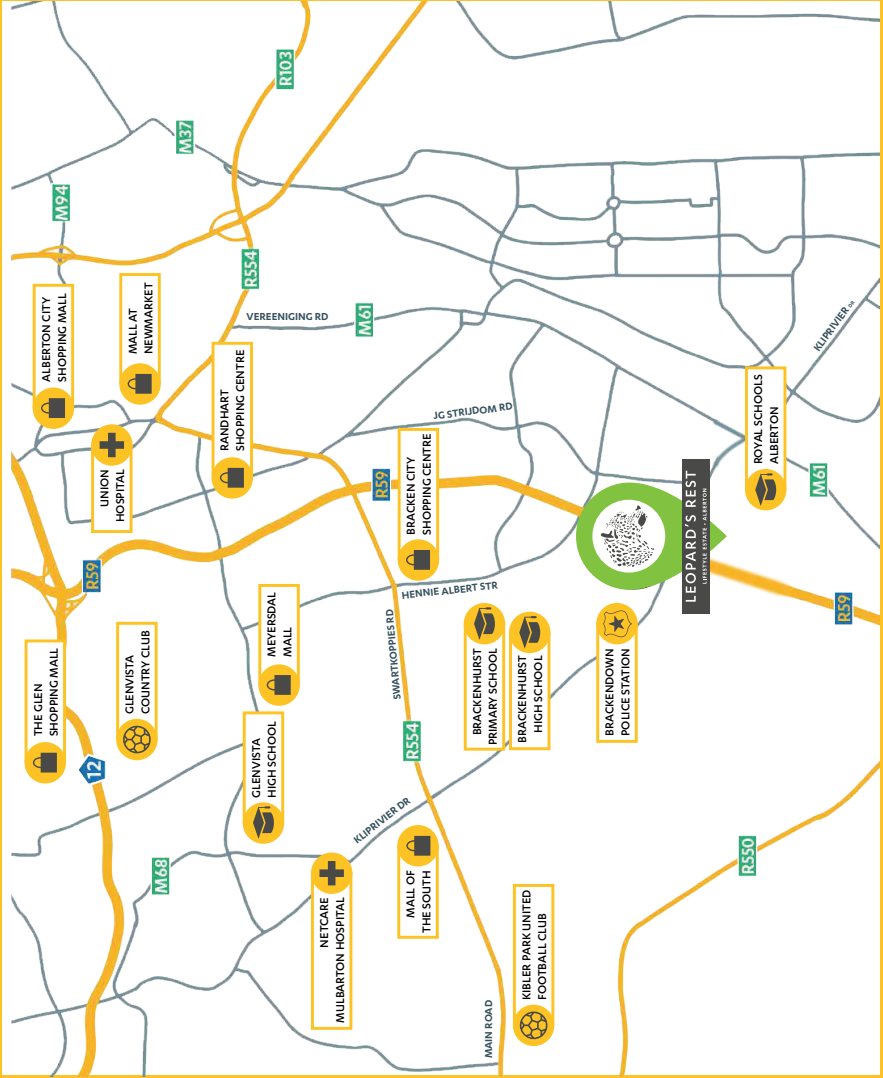 THE GLEN
SHOPPING MALL
ALBERTON CITY
SHOPPING MALL
M94
12
R59
UNION
HOSPITAL
GLENVISTA
COUNTRY CLUB
MALL AT
NEWMARKET
M68
M37
RANDHART
SHOPPING CENTRE
R554
GLENVISTA
HIGH SCHOOL
MEYERSDAL
MALL
VEREENIGING RD
R103
NETCARE
MULBARTON HOSPITAL
KLIPRIVIER DR
M61
R59
SWARTKOPPIES RD
MALL OF
THE SOUTH
R554
BRACKEN CITY
SHOPPING CENTRE
HENNIE ALBERT STR
JG STRIJDOM RD
MAIN ROAD
BRACKENHURST
PRIMARY SCHOOL
BRACKENHURST
HIGH SCHOOL
KIBLER PARK UNITED
FOOTBALL CLUB
BRACKENDOWN
POLICE STATION
LEOPARD'S REST
LIFESTYLE ESTATE • ALBERTON
R550
ROYAL SCHOOLS
ALBERTON
M61
KLIPRIVIER DR
R59